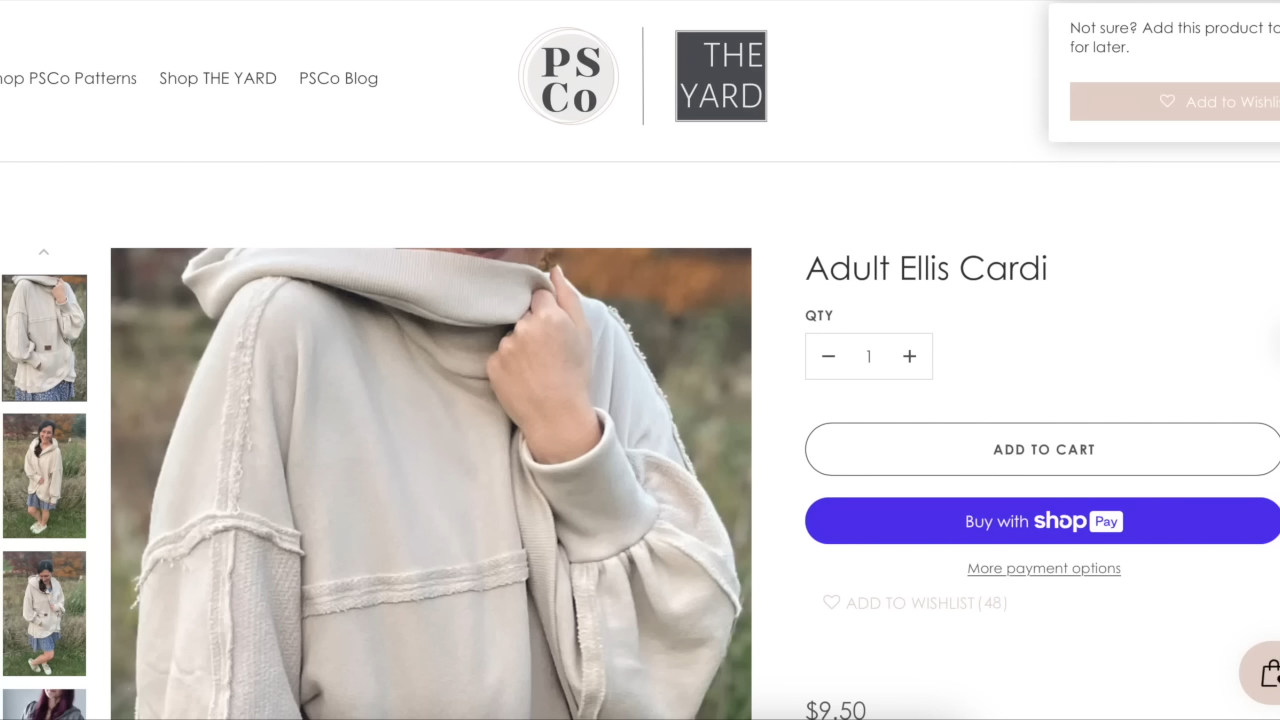 Not sure? Add this product to
for later.
Add to Wishli
hop PSCo Patterns
Shop THE YARD
PSCo Blog
PS
Co
THE
YARD
Adult Ellis Cardi
QTY
1
ADD TO CART
Buy with shop Pay
More payment options
ADD TO WISHLIST (48)
$9.50